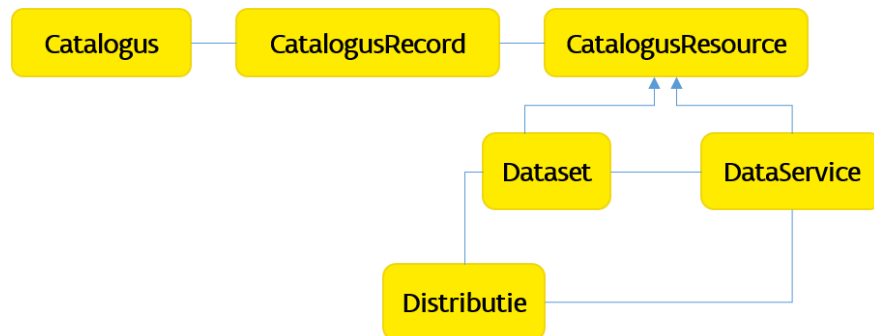 Catalogus
CatalogusRecord
CatalogusResource
Dataset
DataService
Distributie